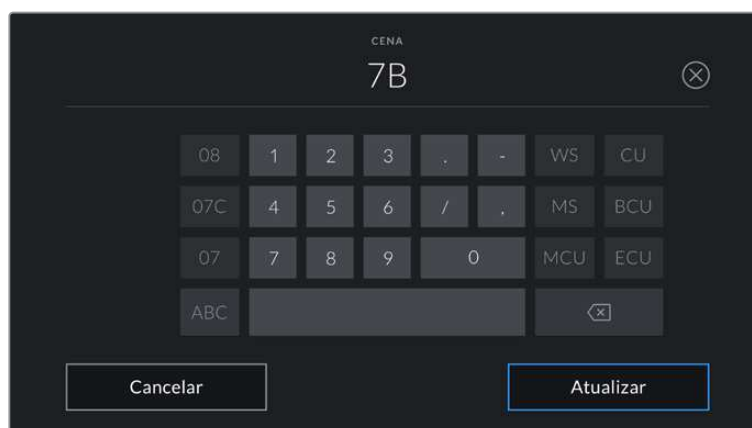 CENA
7B
08 1 2 3 . - WS CU
07C 4 5 6 / , MS BCU
07 7 8 9 0 MCU ECU
ABC
Cancelar Atualizar